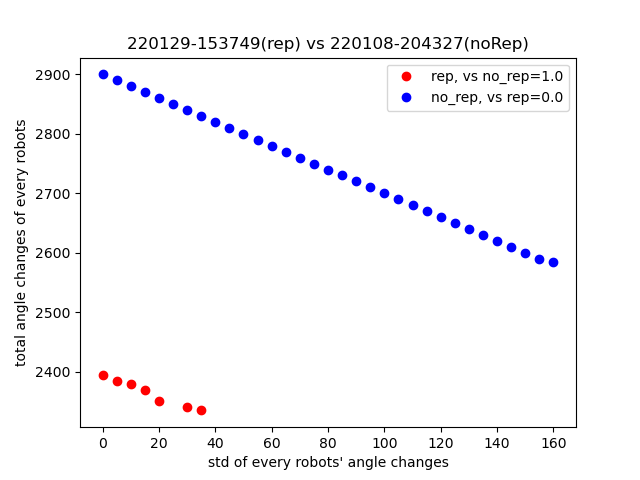 220129-153749(rep) vs 220108-204327(noRep)
rep, vs no_rep=1.0
no_rep, vs rep=0.0
total angle changes of every robots
2900
2800
2700
2600
2500
2400
0 20 40 60 80 100 120 140 160
std of every robots' angle changes